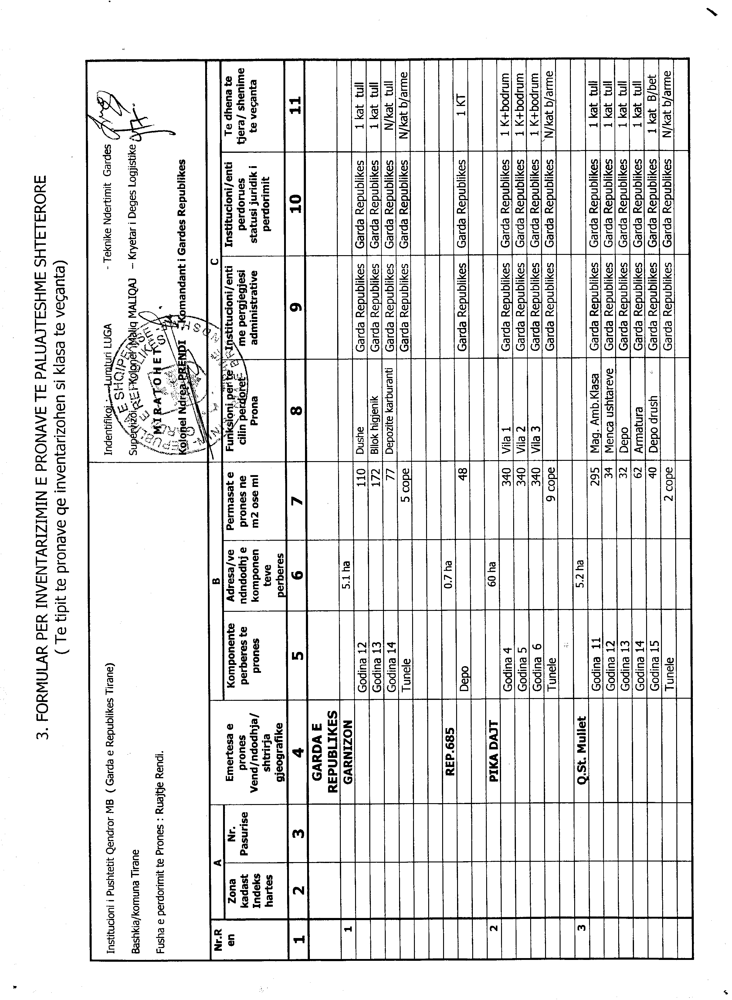 3. FORMULAR PER INVENTARIZIMIN E PRONAVE TE PALUAJTESHME SHTETERORE
( Te tipit te pronave qe inventarizohen si klasa te veçanta)
Institucioni i Pushtetit Qendror MB ( Garda e Republikes Tirane)
Bashkia/komuna Tirane
Fusha e perdorimit te Prones : Ruajtje Rendi.
Indentifikoi - Lumturi LUGA - Teknike Ndertimit Gardes
Supervizoi Kolonel Maliq MALIQAJ – Kryetar i Deges Logjistike
MIRATOHET
Kolonel Ndrea PRENDI - Komandant i Gardes Republikes
Nr.R en
A
B
C
Zona kadast Indeks hartes
Nr. Pasurise
Emertesa e prones Vend/ndodhja/ shtrirja gjeografike
Komponente perberes te prones
Adresa/ve ndndodhj e komponen teve perberes
Permasat e prones ne m2 ose ml
Funksioni per te cilin perdoret Prona
Institucioni/enti me pergjegjesi administrative
Institucioni/enti perdorues statusi juridik i perdorimit
Te dhena te tjera/ shenime te veçanta
1 2 3 4 5 6 7 8 9 10 11
GARDA E REPUBLIKES
1 GARNIZON 5.1 ha
Godina 12 110 Dushe Garda Republikes Garda Republikes 1 kat tull
Godina 13 172 Bllok higjenik Garda Republikes Garda Republikes 1 kat tull
Godina 14 77 Depozite karburanti Garda Republikes Garda Republikes N/kat tull
Tunele 5 cope Garda Republikes Garda Republikes N/kat b/arme
REP.685 0.7 ha
Depo 48 Garda Republikes Garda Republikes 1 KT
2 PIKA DAJT 60 ha
Godina 4 340 Vila 1 Garda Republikes Garda Republikes 1 K+bodrum
Godina 5 340 Vila 2 Garda Republikes Garda Republikes 1 K+bodrum
Godina 6 340 Vila 3 Garda Republikes Garda Republikes 1 K+bodrum
Tunele 9 cope Garda Republikes Garda Republikes N/kat b/arme
3 Q.St. Mullet 5.2 ha
Godina 11 295 Mag. Amb.Klasa Garda Republikes Garda Republikes 1 kat tull
Godina 12 34 Menca ushtareve Garda Republikes Garda Republikes 1 kat tull
Godina 13 32 Depo Garda Republikes Garda Republikes 1 kat tull
Godina 14 62 Armatura Garda Republikes Garda Republikes 1 kat tull
Godina 15 40 Depo drush Garda Republikes Garda Republikes 1 kat B/bet
Tunele 2 cope Garda Republikes Garda Republikes N/kat b/arme